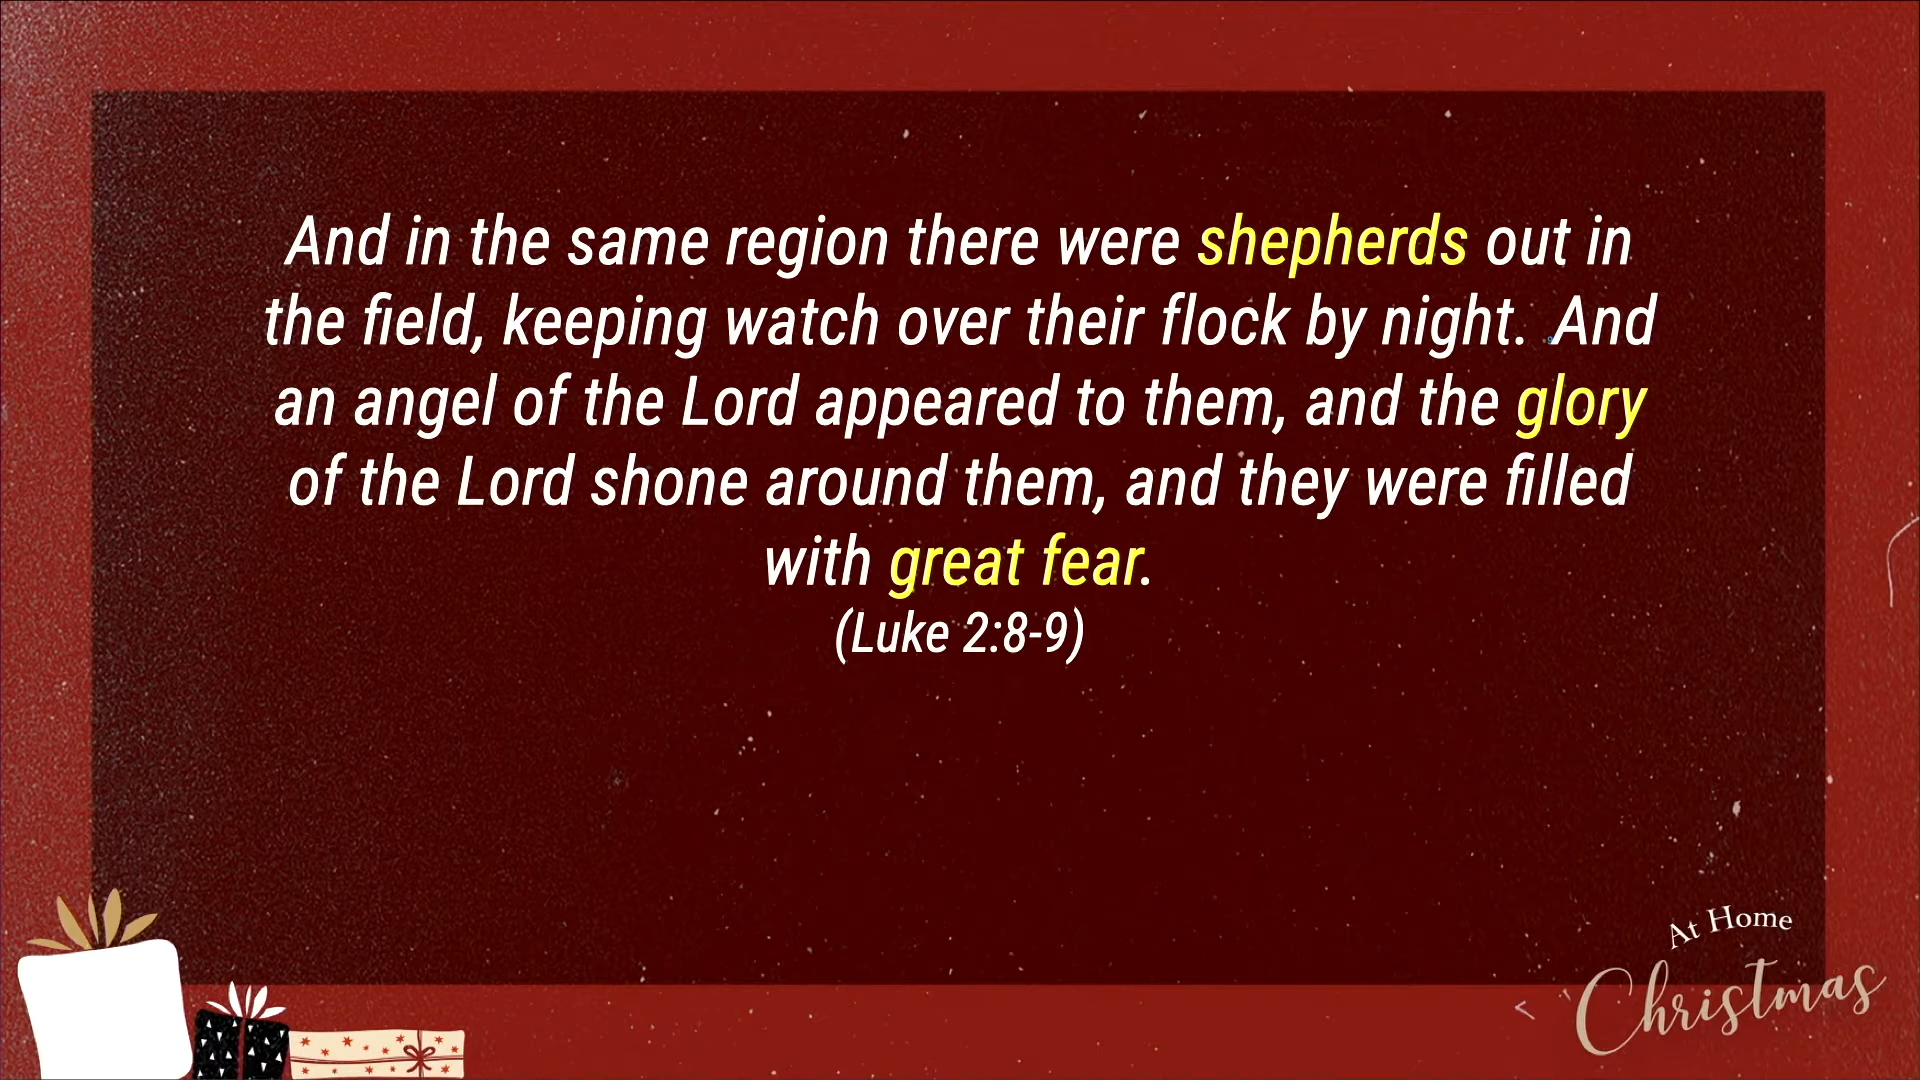 And in the same region there were shepherds out in
the field, keeping watch over their flock by night. And
an angel of the Lord appeared to them, and the glory
of the Lord shone around them, and they were filled
with great fear.
(Luke 2:8-9)
At Home
Christmas